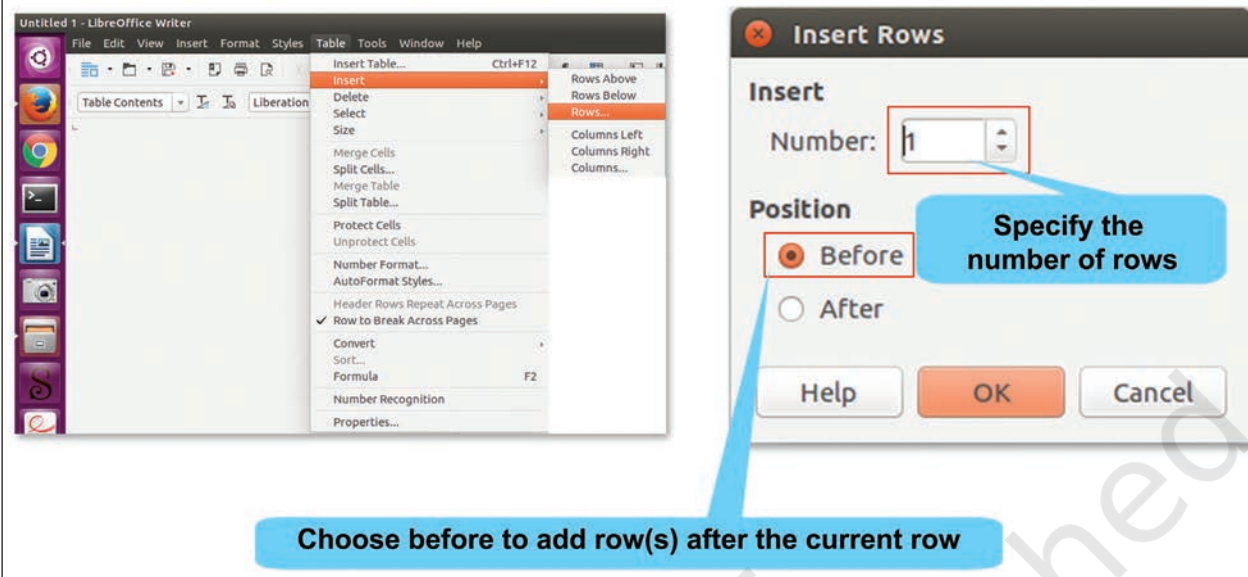 Untitled 1 - LibreOffice Writer
File Edit View Insert Format Styles Table Tools Window Help
Insert Table... Ctrl+F12
Insert
Delete
Select
Size
Merge Cells
Split Cells...
Merge Table
Split Table...
Protect Cells
Unprotect Cells
Number Format...
AutoFormat Styles...
Header Rows Repeat Across Pages
✓ Row to Break Across Pages
Convert
Sort...
Formula F2
Number Recognition
Properties...
Rows Above
Rows Below
Rows...
Columns Left
Columns Right
Columns...
Table Contents
Liberation
Insert Rows
Insert
Number: 1
Position
Before
After
Help OK Cancel
Specify the
number of rows
Choose before to add row(s) after the current row